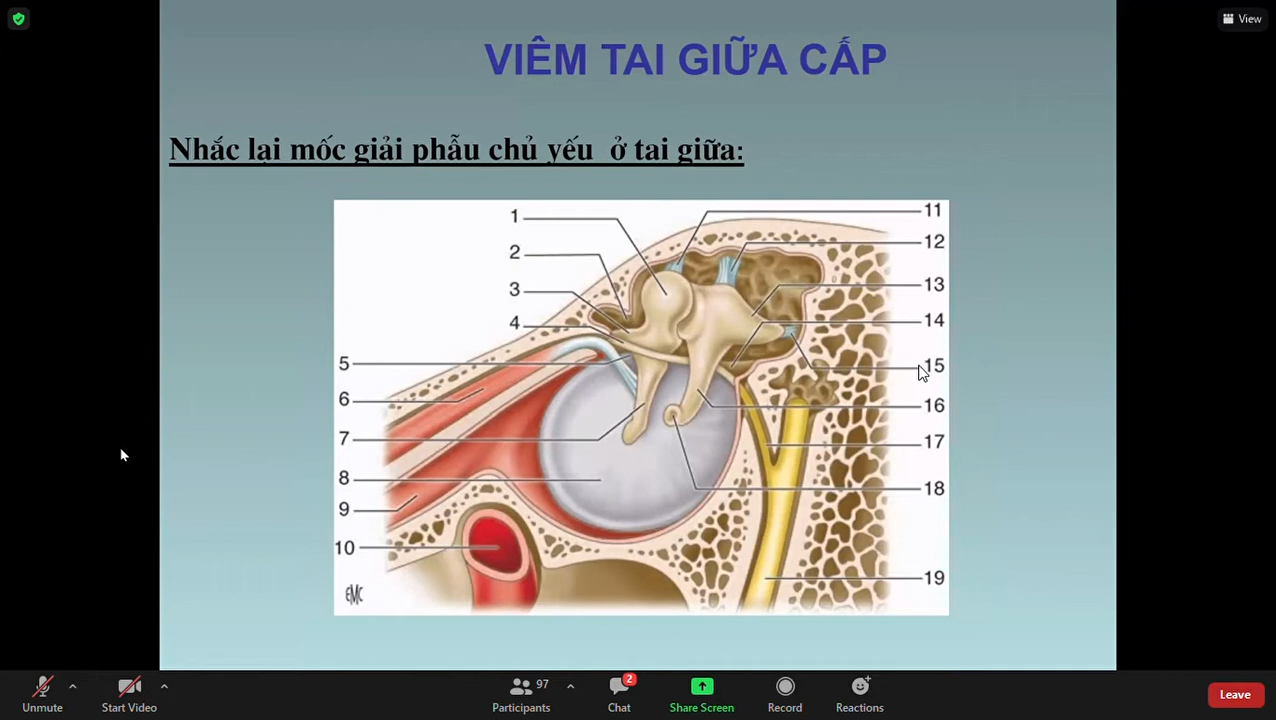 View
VIÊM TAI GIỮA CẤP
Nhắc lại mốc giải phẫu chủ yếu ở tai giữa:
1
2
3
4
5
6
7
8
9
10
11
12
13
14
15
16
17
18
19
EMC
Unmute
Start Video
97
Participants
2
Chat
Share Screen
Record
Reactions
Leave